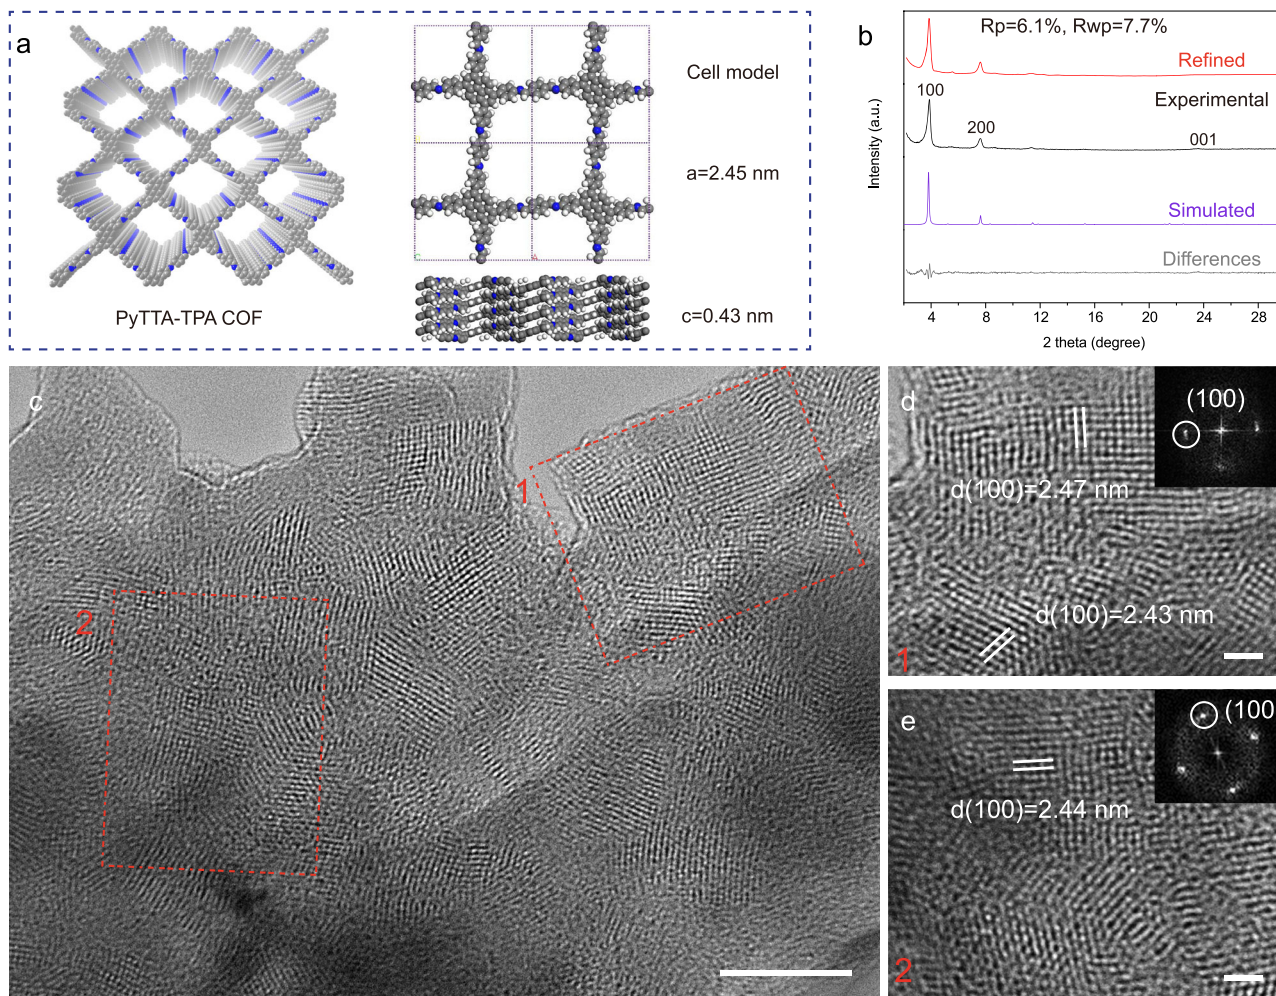 a
Cell model
a=2.45 nm
c=0.43 nm
PyTTA-TPA COF
b
Rp=6.1%, Rwp=7.7%
Refined
100
Experimental
200
001
Simulated
Differences
Intensity (a.u.)
4 8 12 16 20 24 28
2 theta (degree)
c
1
2
d
(100)
d(100)=2.47 nm
d(100)=2.43 nm
1
e
(100
d(100)=2.44 nm
2